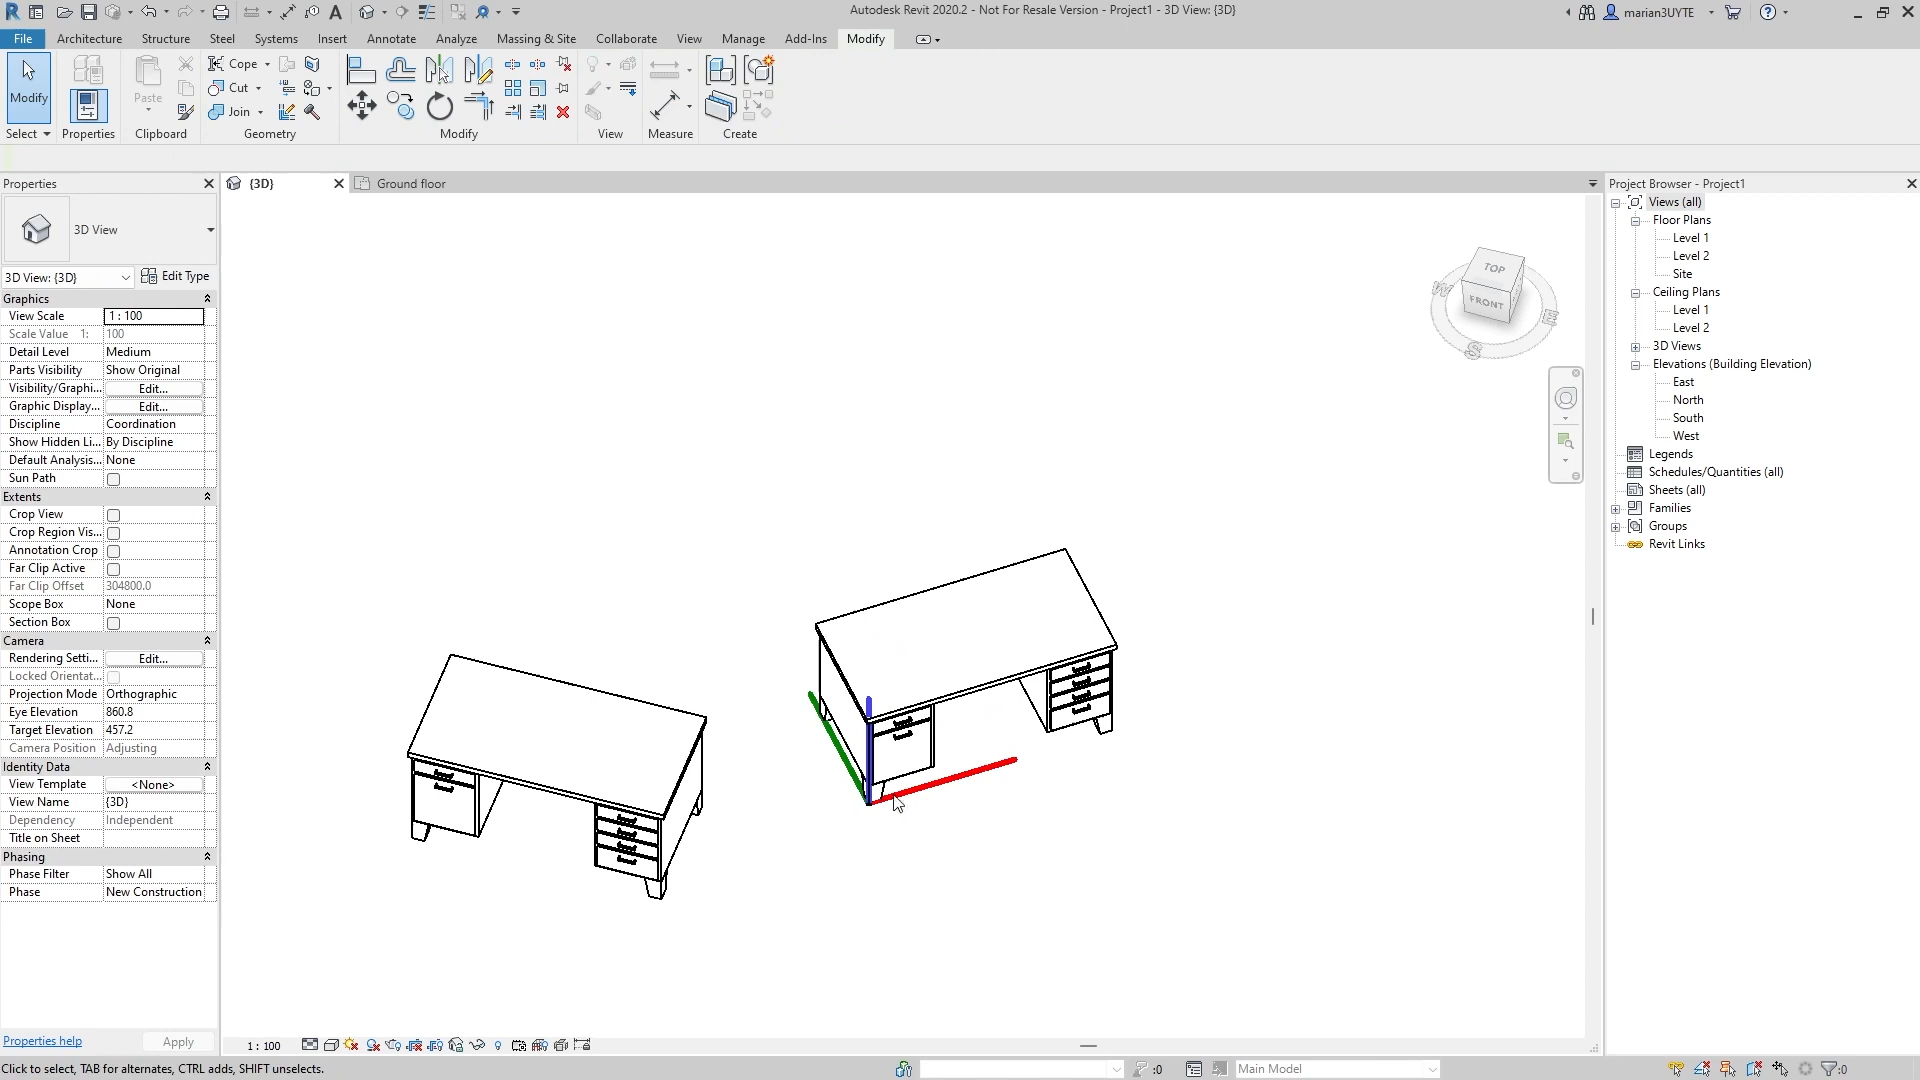 Autodesk Revit 2020.2 - Not For Resale Version - Project1 - 3D View: {3D}
marian3UYTE
File
Architecture
Structure
Steel
Systems
Insert
Annotate
Analyze
Massing & Site
Collaborate
View
Manage
Add-Ins
Modify
Modify
Paste
Cope
Cut
Join
Select
Properties
Clipboard
Geometry
Modify
View
Measure
Create
Properties
{3D}
Ground floor
Project Browser - Project1
3D View
3D View: {3D}
Edit Type
Graphics
View Scale
1 : 100
Scale Value 1:
100
Detail Level
Medium
Parts Visibility
Show Original
Visibility/Graphi...
Edit...
Graphic Display...
Edit...
Discipline
Coordination
Show Hidden Li...
By Discipline
Default Analysis...
None
Sun Path
Extents
Crop View
Crop Region Vis...
Annotation Crop
Far Clip Active
Far Clip Offset
304800.0
Scope Box
None
Section Box
Camera
Rendering Setti...
Edit...
Locked Orientat...
Projection Mode
Orthographic
Eye Elevation
860.8
Target Elevation
457.2
Camera Position
Adjusting
Identity Data
View Template
<None>
View Name
{3D}
Dependency
Independent
Title on Sheet
Phasing
Phase Filter
Show All
Phase
New Construction
Properties help
Apply
TOP
FRONT
W
S
E
Views (all)
Floor Plans
Level 1
Level 2
Site
Ceiling Plans
Level 1
Level 2
3D Views
Elevations (Building Elevation)
East
North
South
West
Legends
Schedules/Quantities (all)
Sheets (all)
Families
Groups
Revit Links
1 : 100
Click to select, TAB for alternates, CTRL adds, SHIFT unselects.
:0
Main Model
:0